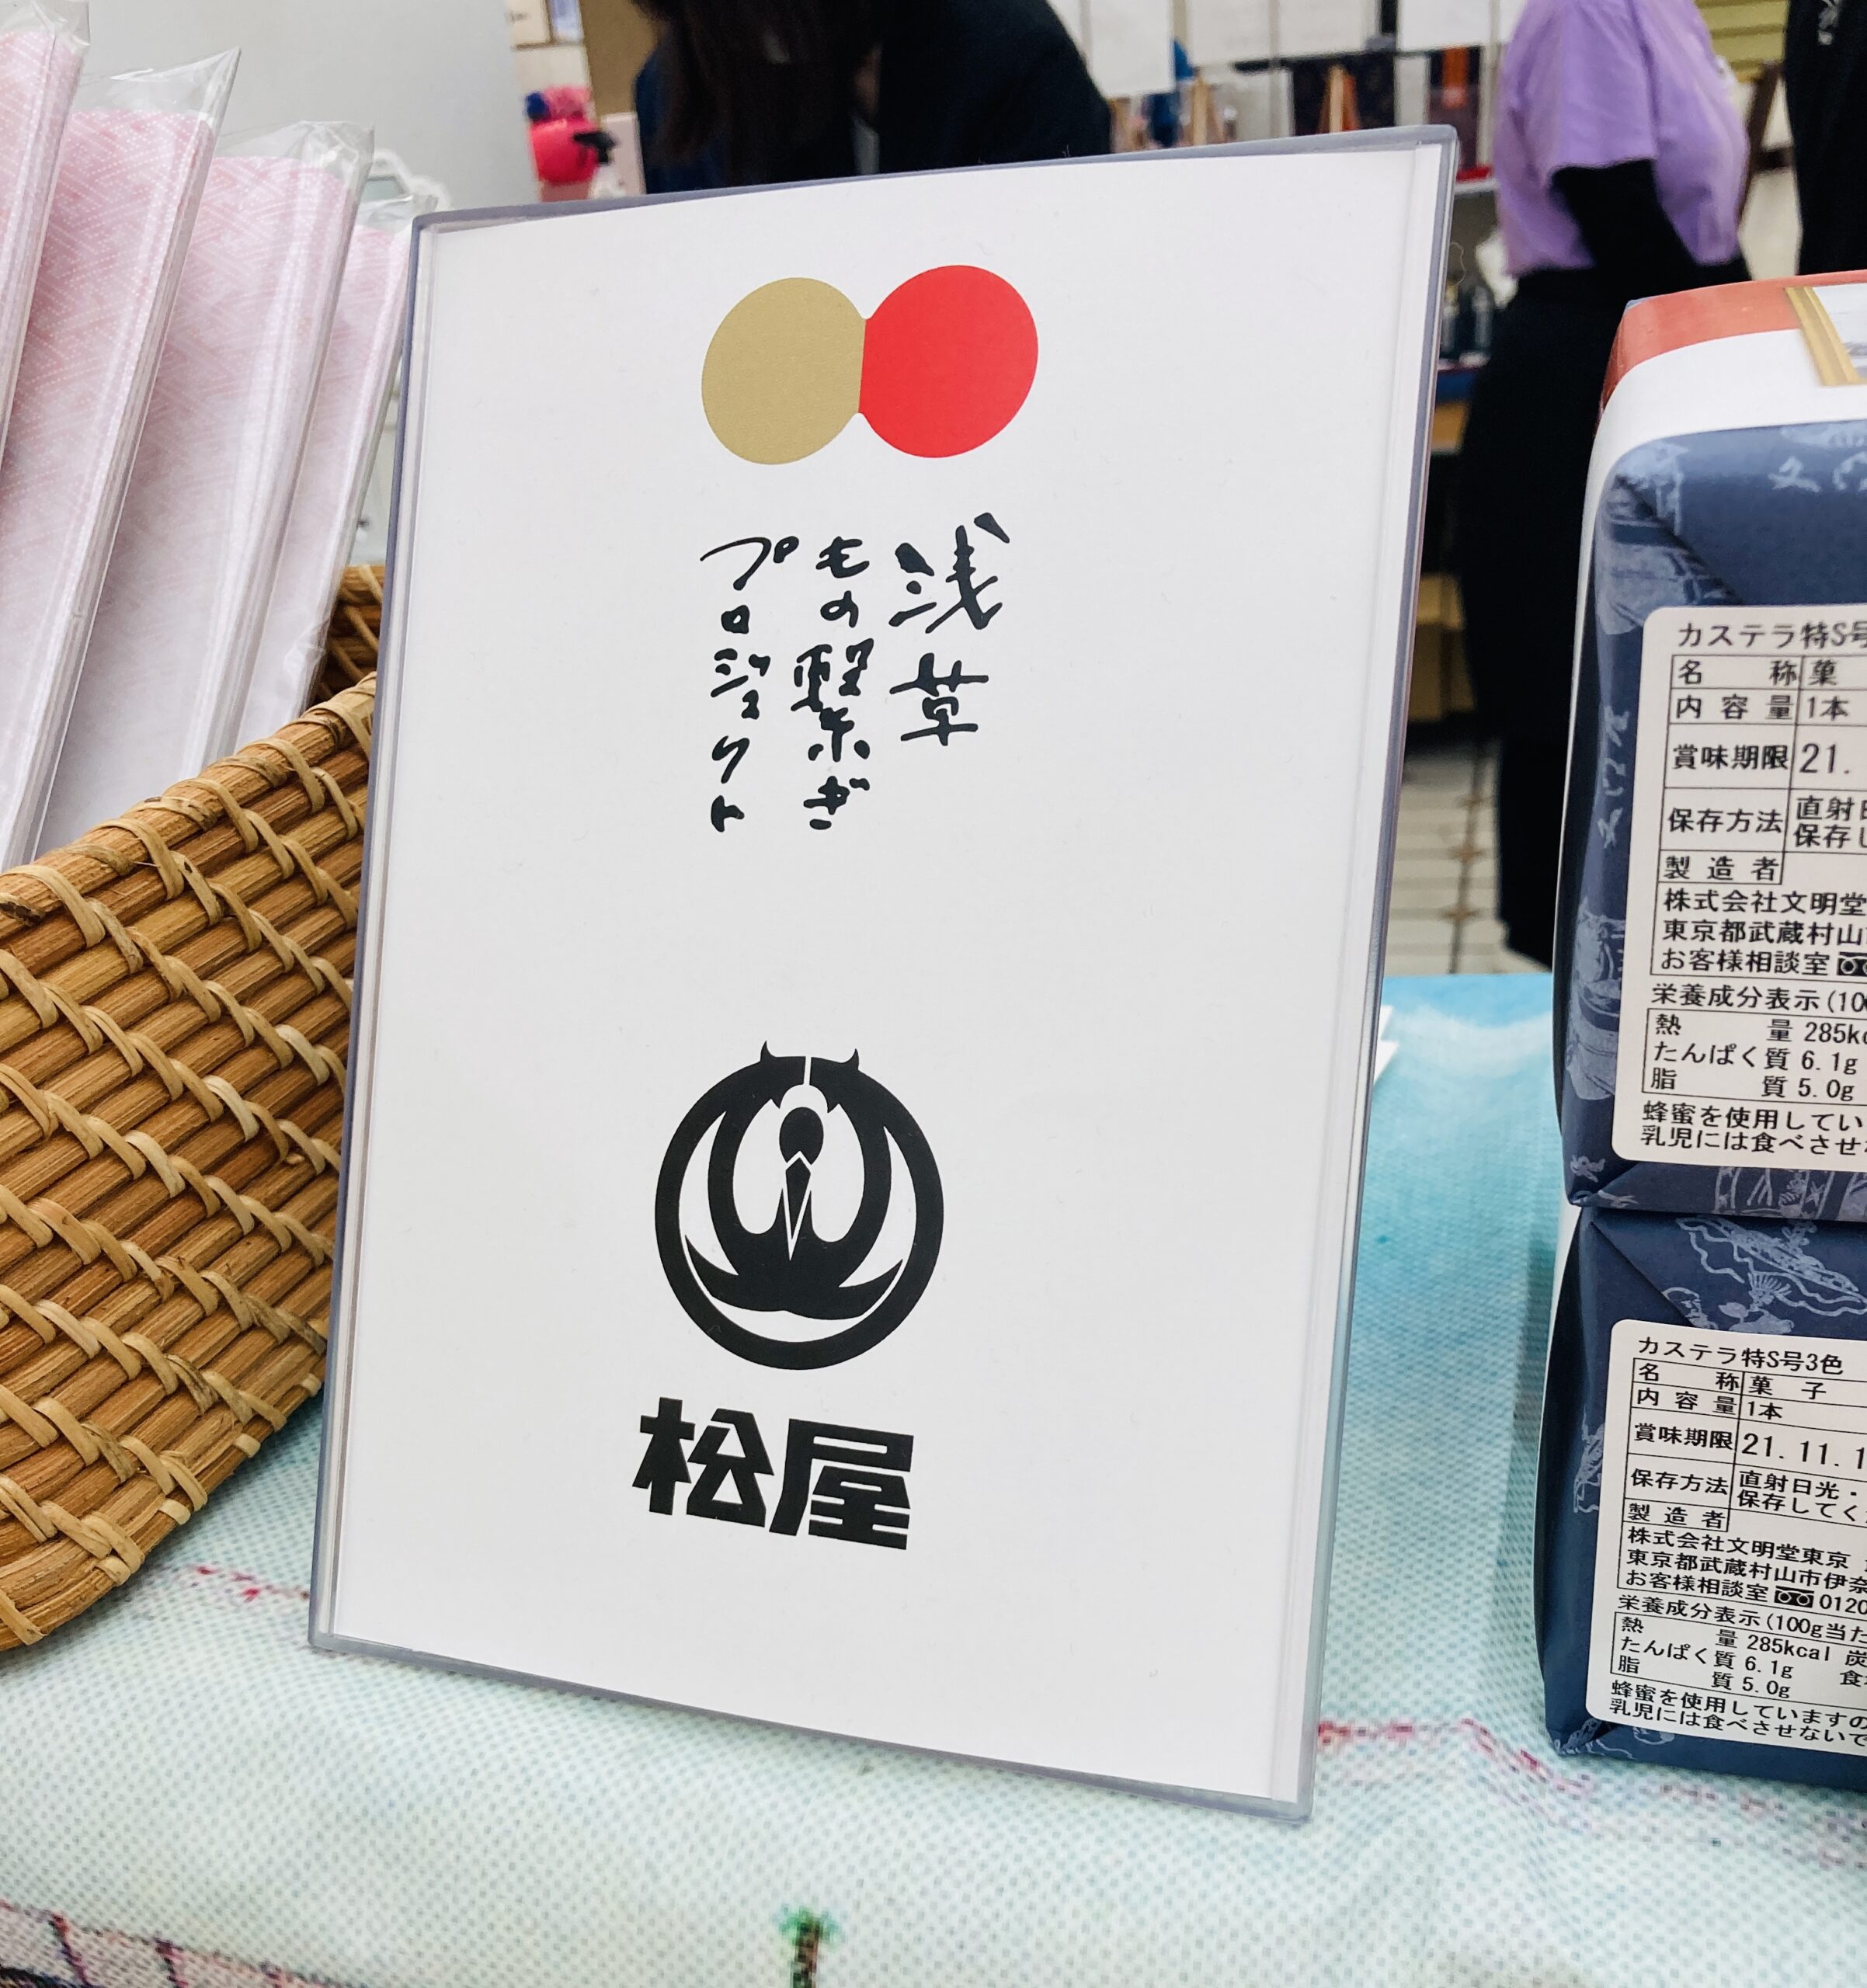 浅草
もの繋ぎ
プロジェクト
松屋
カステラ特S号
名称 菓
内容量 1本
賞味期限 21.
保存方法 直射日
保存し
製造者
株式会社文明堂
東京都武蔵村山市
お客様相談室
栄養成分表示(100
熱量 285kc
たんぱく質 6.1g
脂質 5.0g
蜂蜜を使用してい
乳児には食べさせ
カステラ特S号3色
名称 菓子
内容量 1本
賞味期限 21.11.1
保存方法 直射日光・
保存してく
製造者
株式会社文明堂東京
東京都武蔵村山市伊奈
お客様相談室 0120
栄養成分表示(100g当た
熱量 285kcal 炭
たんぱく質 6.1g 食
脂質 5.0g
蜂蜜を使用していますの
乳児には食べさせないで